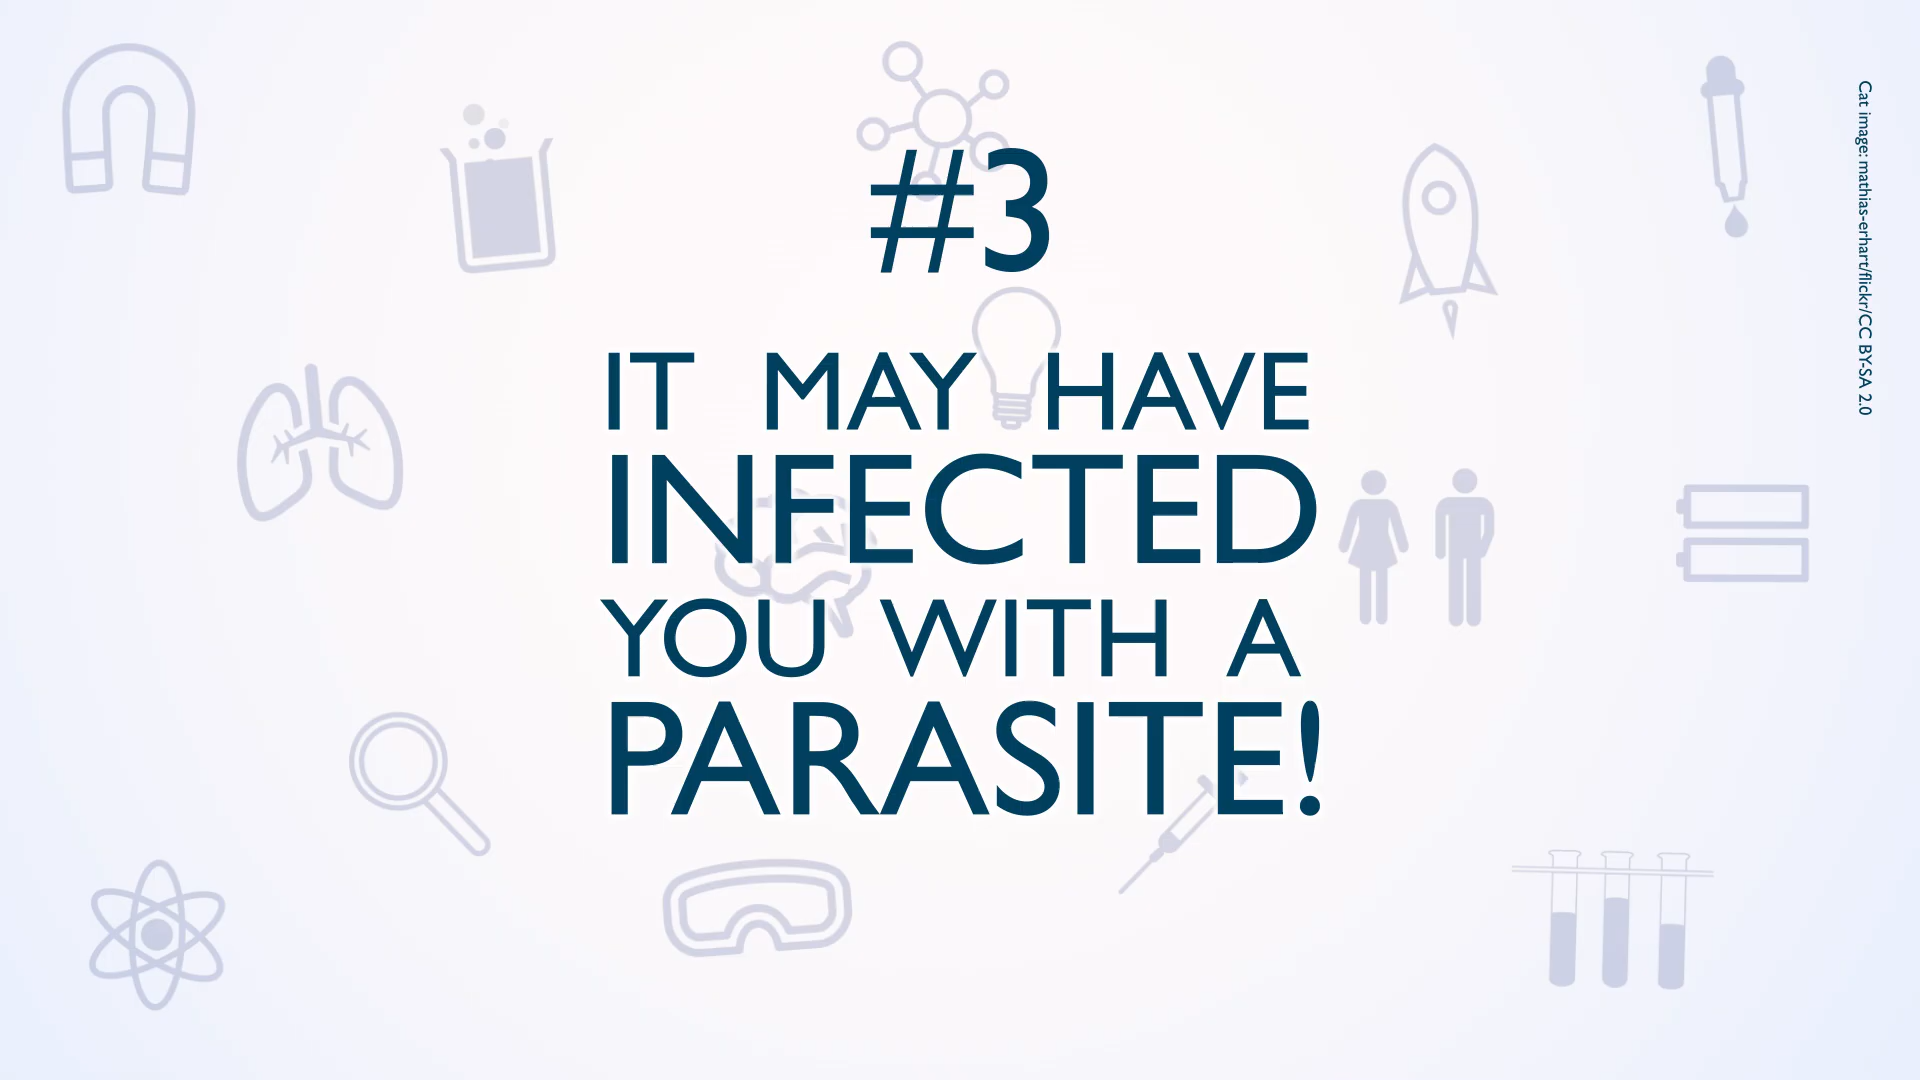 #3
IT MAY HAVE
INFECTED
YOU WITH A
PARASITE!
Cat image: mathias-erhart/flickr/CC BY-SA 2.0